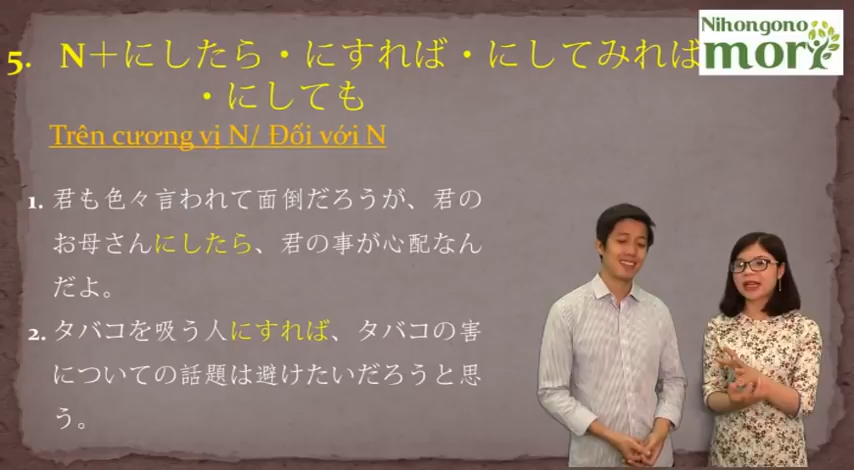 5. N＋にしたら・にすれば・にしてみれば
・にしても
Trên cương vị N/ Đối với N
1. 君も色々言われて面倒だろうが、君の
お母さんにしたら、君の事が心配なん
だよ。
2. タバコを吸う人にすれば、タバコの害
についての話題は避けたいだろうと思
う。
Nihongono
mori